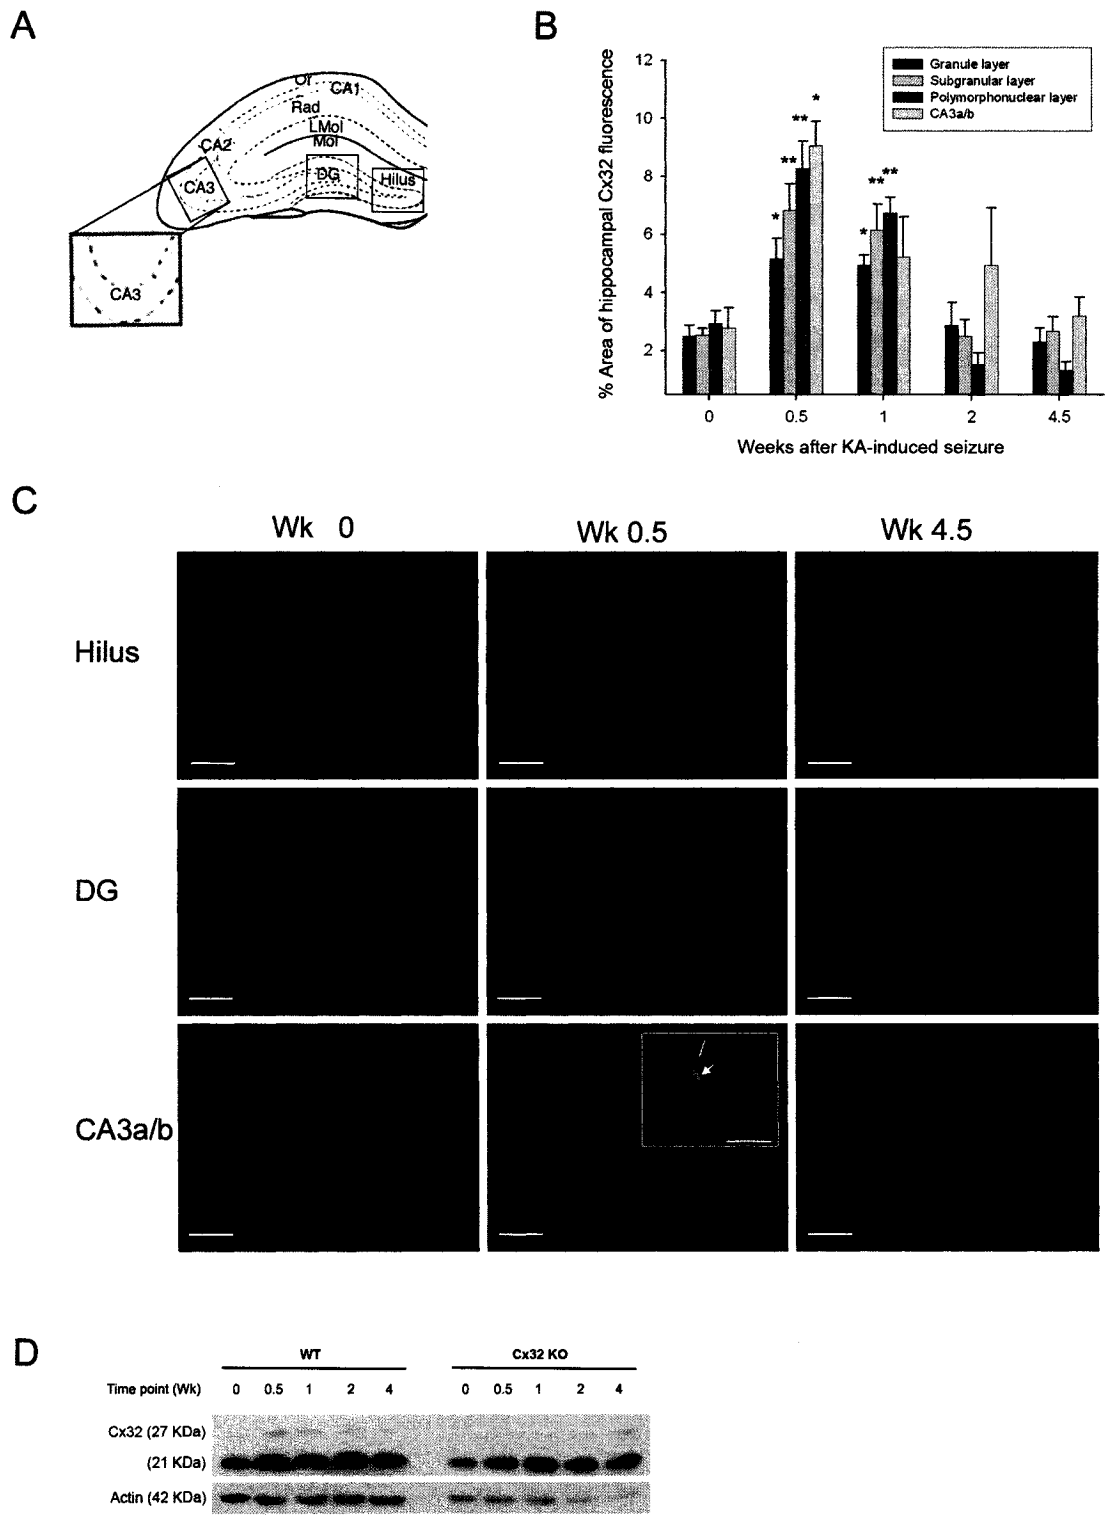 A
Or
CA1
Rad
LMol
Mol
CA2
CA3
DG
Hilus
CA3
B
% Area of hippocampal Cx32 fluorescence
12
10
8
6
4
2
Granule layer
Subgranular layer
Polymorphonuclear layer
CA3a/b
* ** ** *
* ** **
0 0.5 1 2 4.5
Weeks after KA-induced seizure
C
Wk 0 Wk 0.5 Wk 4.5
Hilus
DG
CA3a/b
D
WT Cx32 KO
Time point (Wk) 0 0.5 1 2 4 0 0.5 1 2 4
Cx32 (27 KDa)
(21 KDa)
Actin (42 KDa)